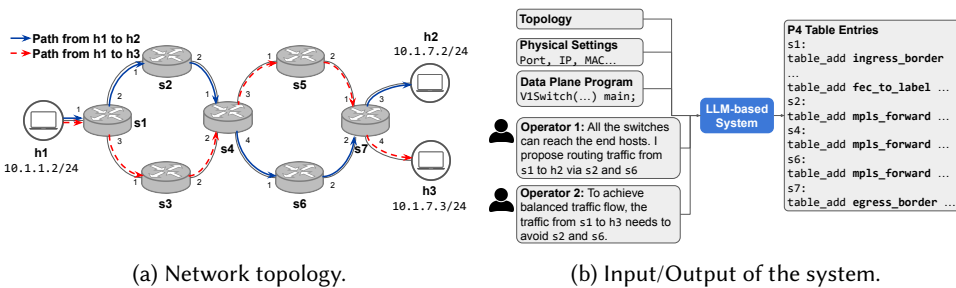 Path from h1 to h2
Path from h1 to h3
h1
10.1.1.2/24
1
s1
2
3
1
s2
2
1
s3
2
1
2
s4
3
4
1
s5
2
1
s6
2
1
2
s7
3
4
h2
10.1.7.2/24
h3
10.1.7.3/24
(a) Network topology.
Topology
Physical Settings
Port, IP, MAC...
Data Plane Program
V1Switch(...) main;
Operator 1: All the switches
can reach the end hosts. I
propose routing traffic from
s1 to h2 via s2 and s6
Operator 2: To achieve
balanced traffic flow, the
traffic from s1 to h3 needs to
avoid s2 and s6.
LLM-based
System
P4 Table Entries
s1:
table_add ingress_border
...
table_add fec_to_label ...
s2:
table_add mpls_forward ...
s4:
table_add mpls_forward ...
s6:
table_add mpls_forward ...
s7:
table_add egress_border ...
(b) Input/Output of the system.